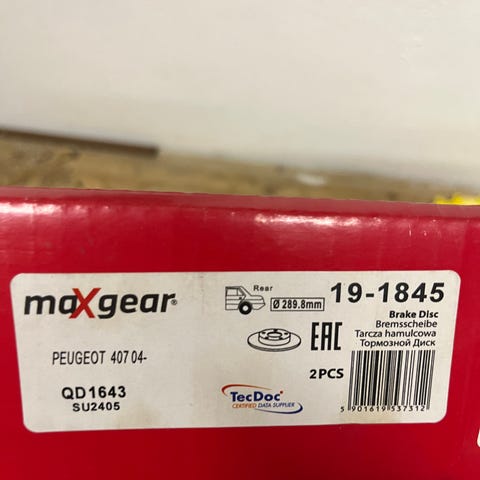 maXgear®
Rear
Ø 289.8mm
19-1845
Brake Disc
Bremsscheibe
Tarcza hamulcowa
Тормозной Диск
EAC
PEUGEOT 407 04-
2PCS
QD1643
SU2405
TecDoc®
CERTIFIED DATA SUPPLIER
5 901619 537312